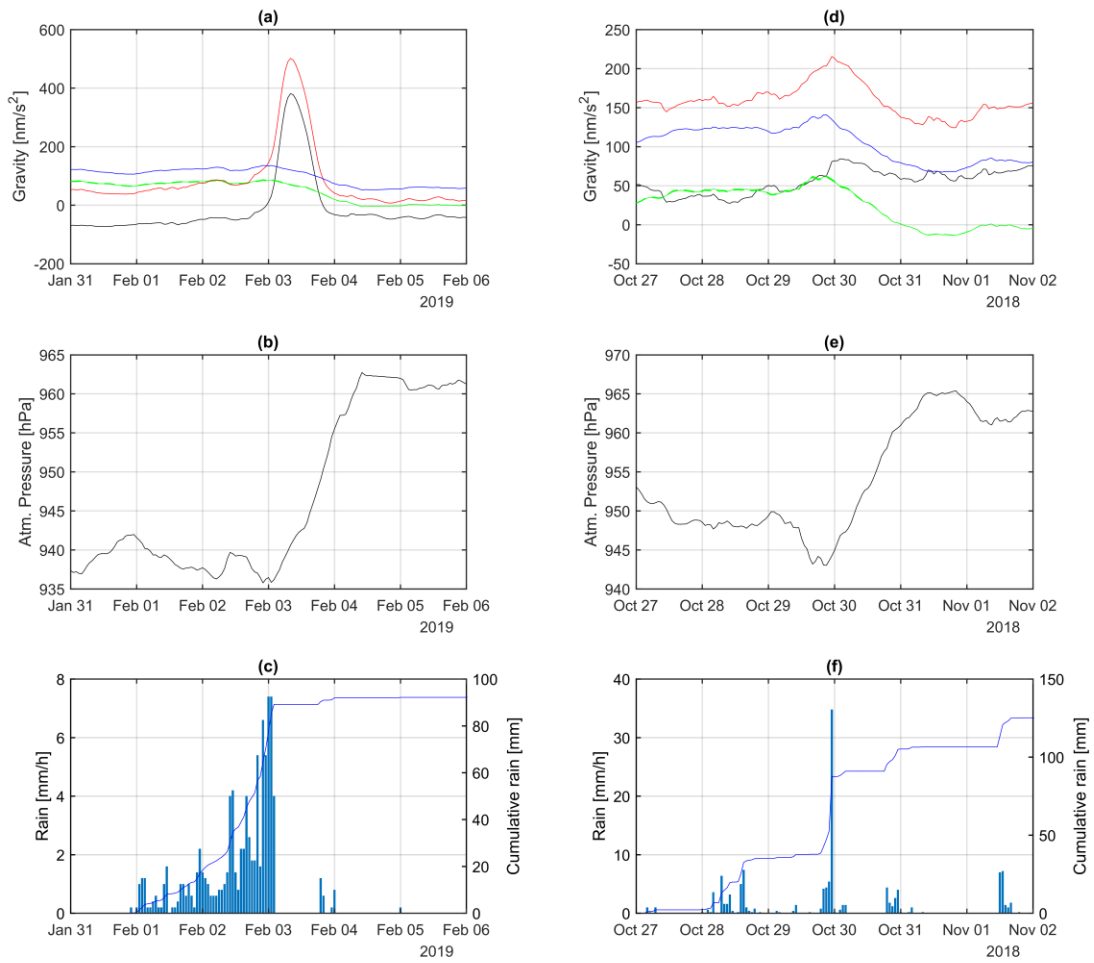 (a)
Gravity [nm/s²]
600
400
200
0
-200
Jan 31 Feb 01 Feb 02 Feb 03 Feb 04 Feb 05 Feb 06
2019
(d)
Gravity [nm/s²]
250
200
150
100
50
0
-50
Oct 27 Oct 28 Oct 29 Oct 30 Oct 31 Nov 01 Nov 02
2018
(b)
Atm. Pressure [hPa]
965
960
955
950
945
940
935
Jan 31 Feb 01 Feb 02 Feb 03 Feb 04 Feb 05 Feb 06
2019
(e)
Atm. Pressure [hPa]
970
965
960
955
950
945
940
Oct 27 Oct 28 Oct 29 Oct 30 Oct 31 Nov 01 Nov 02
2018
(c)
Rain [mm/h]
8
6
4
2
0
100
80
60
40
20
0
Cumulative rain [mm]
Jan 31 Feb 01 Feb 02 Feb 03 Feb 04 Feb 05 Feb 06
2019
(f)
Rain [mm/h]
40
30
20
10
0
150
100
50
0
Cumulative rain [mm]
Oct 27 Oct 28 Oct 29 Oct 30 Oct 31 Nov 01 Nov 02
2018